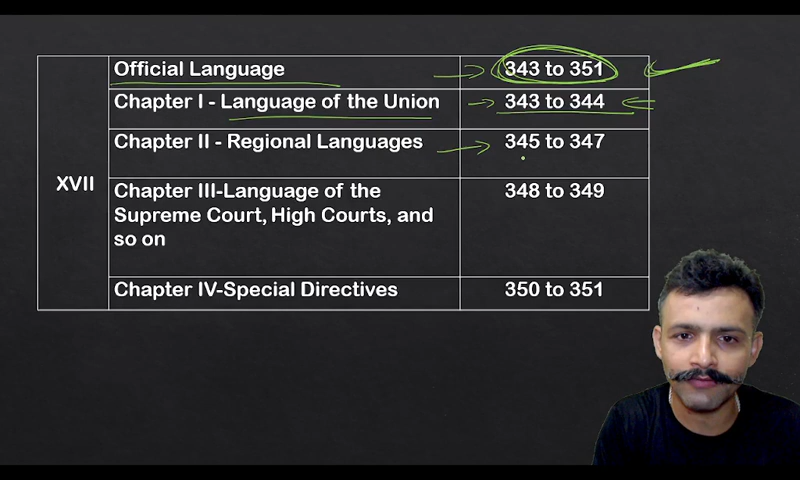 XVII
Official Language
343 to 351
Chapter I - Language of the Union
343 to 344
Chapter II - Regional Languages
345 to 347
Chapter III-Language of the
Supreme Court, High Courts, and
so on
348 to 349
Chapter IV-Special Directives
350 to 351